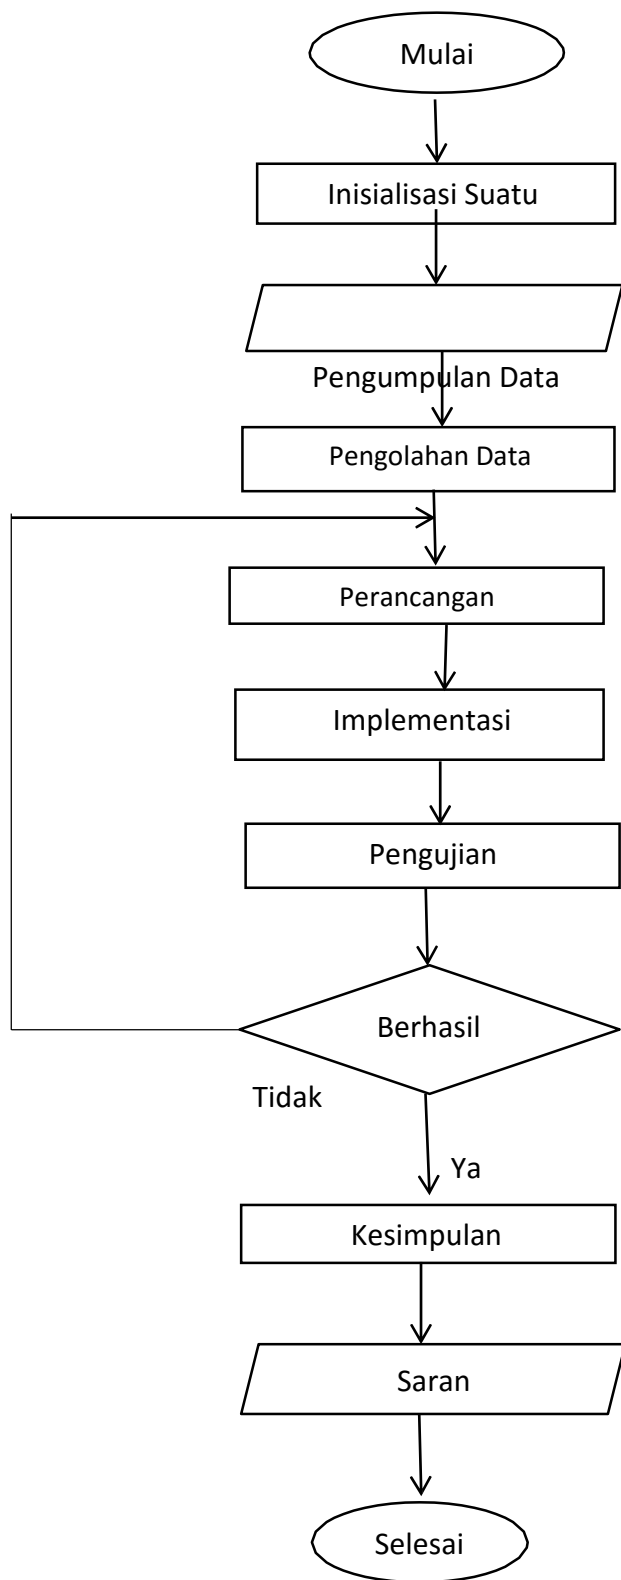 Mulai
Inisialisasi Suatu
Pengumpulan Data
Pengolahan Data
Perancangan
Implementasi
Pengujian
Berhasil
Tidak
Ya
Kesimpulan
Saran
Selesai